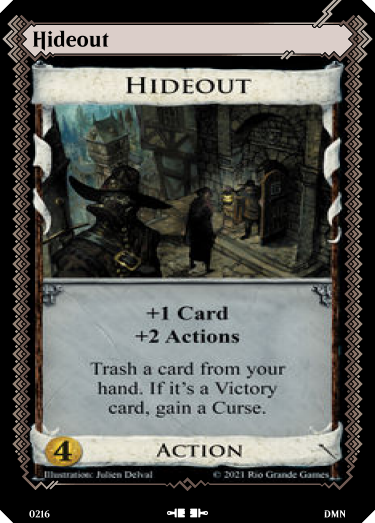 Hideout
HIDEOUT
+1 Card
+2 Actions
Trash a card from your
hand. If it's a Victory
card, gain a Curse.
4
ACTION
Illustration: Julien Delval
© 2021 Rio Grande Games
0216
DMN